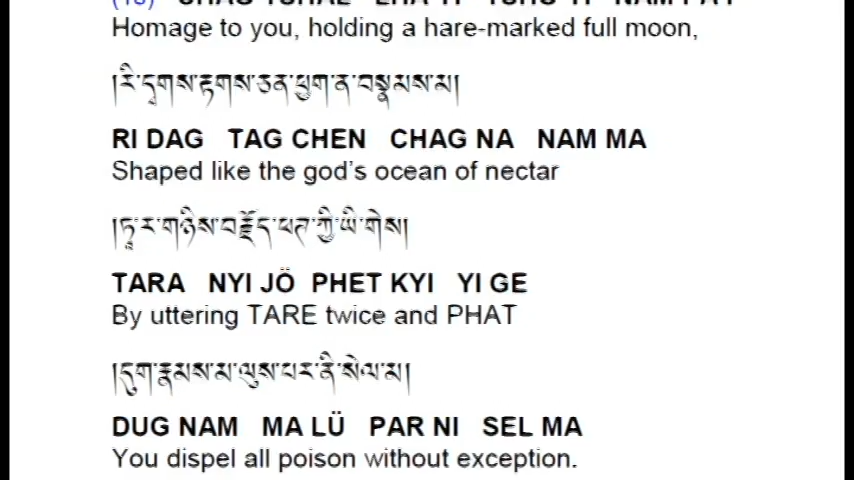 Homage to you, holding a hare-marked full moon,
།རི་དྭགས་རྟགས་ཅན་ཕྱག་ན་བསྣམས་མ།
RI DAG TAG CHEN CHAG NA NAM MA
Shaped like the god's ocean of nectar
།ཏཱ་ར་གཉིས་བརྗོད་ཕཊ་ཀྱི་ཡི་གེས།
TARA NYI JÖ PHET KYI YI GE
By uttering TARE twice and PHAT
།དུག་རྣམས་མ་ལུས་པར་ནི་སེལ་མ།
DUG NAM MA LÜ PAR NI SEL MA
You dispel all poison without exception.